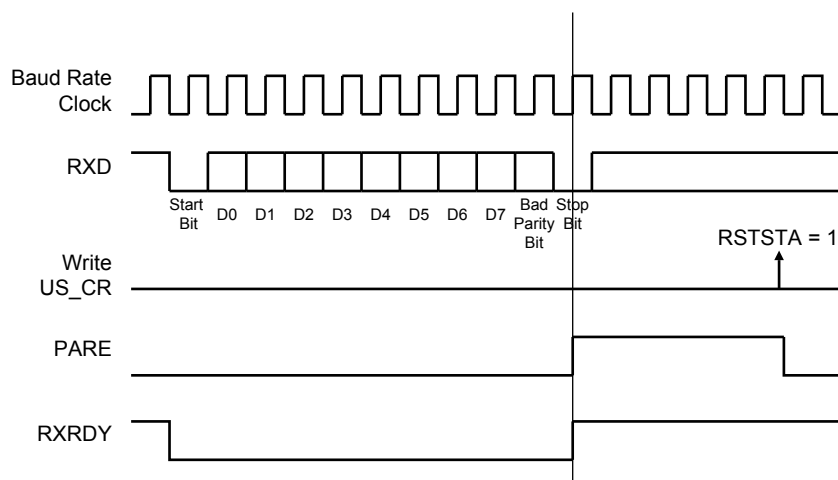 Baud Rate
Clock
RXD
Start
Bit
D0
D1
D2
D3
D4
D5
D6
D7
Bad
Parity
Bit
Stop
Bit
RSTSTA = 1
Write
US_CR
PARE
RXRDY